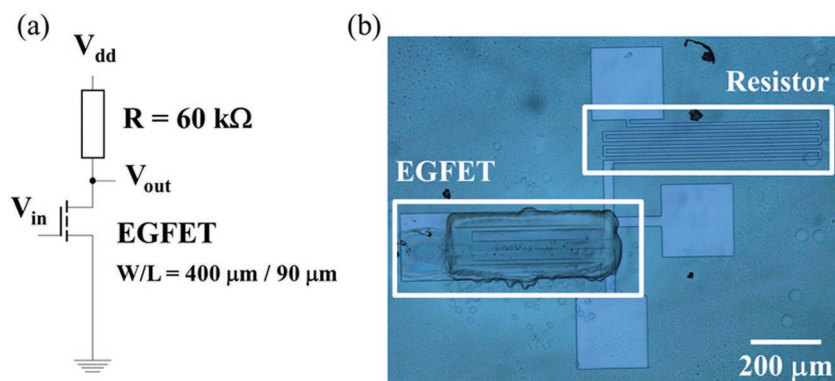 (a)
V_dd
R = 60 kΩ
V_out
V_in
EGFET
W/L = 400 μm / 90 μm
(b)
Resistor
EGFET
200 μm